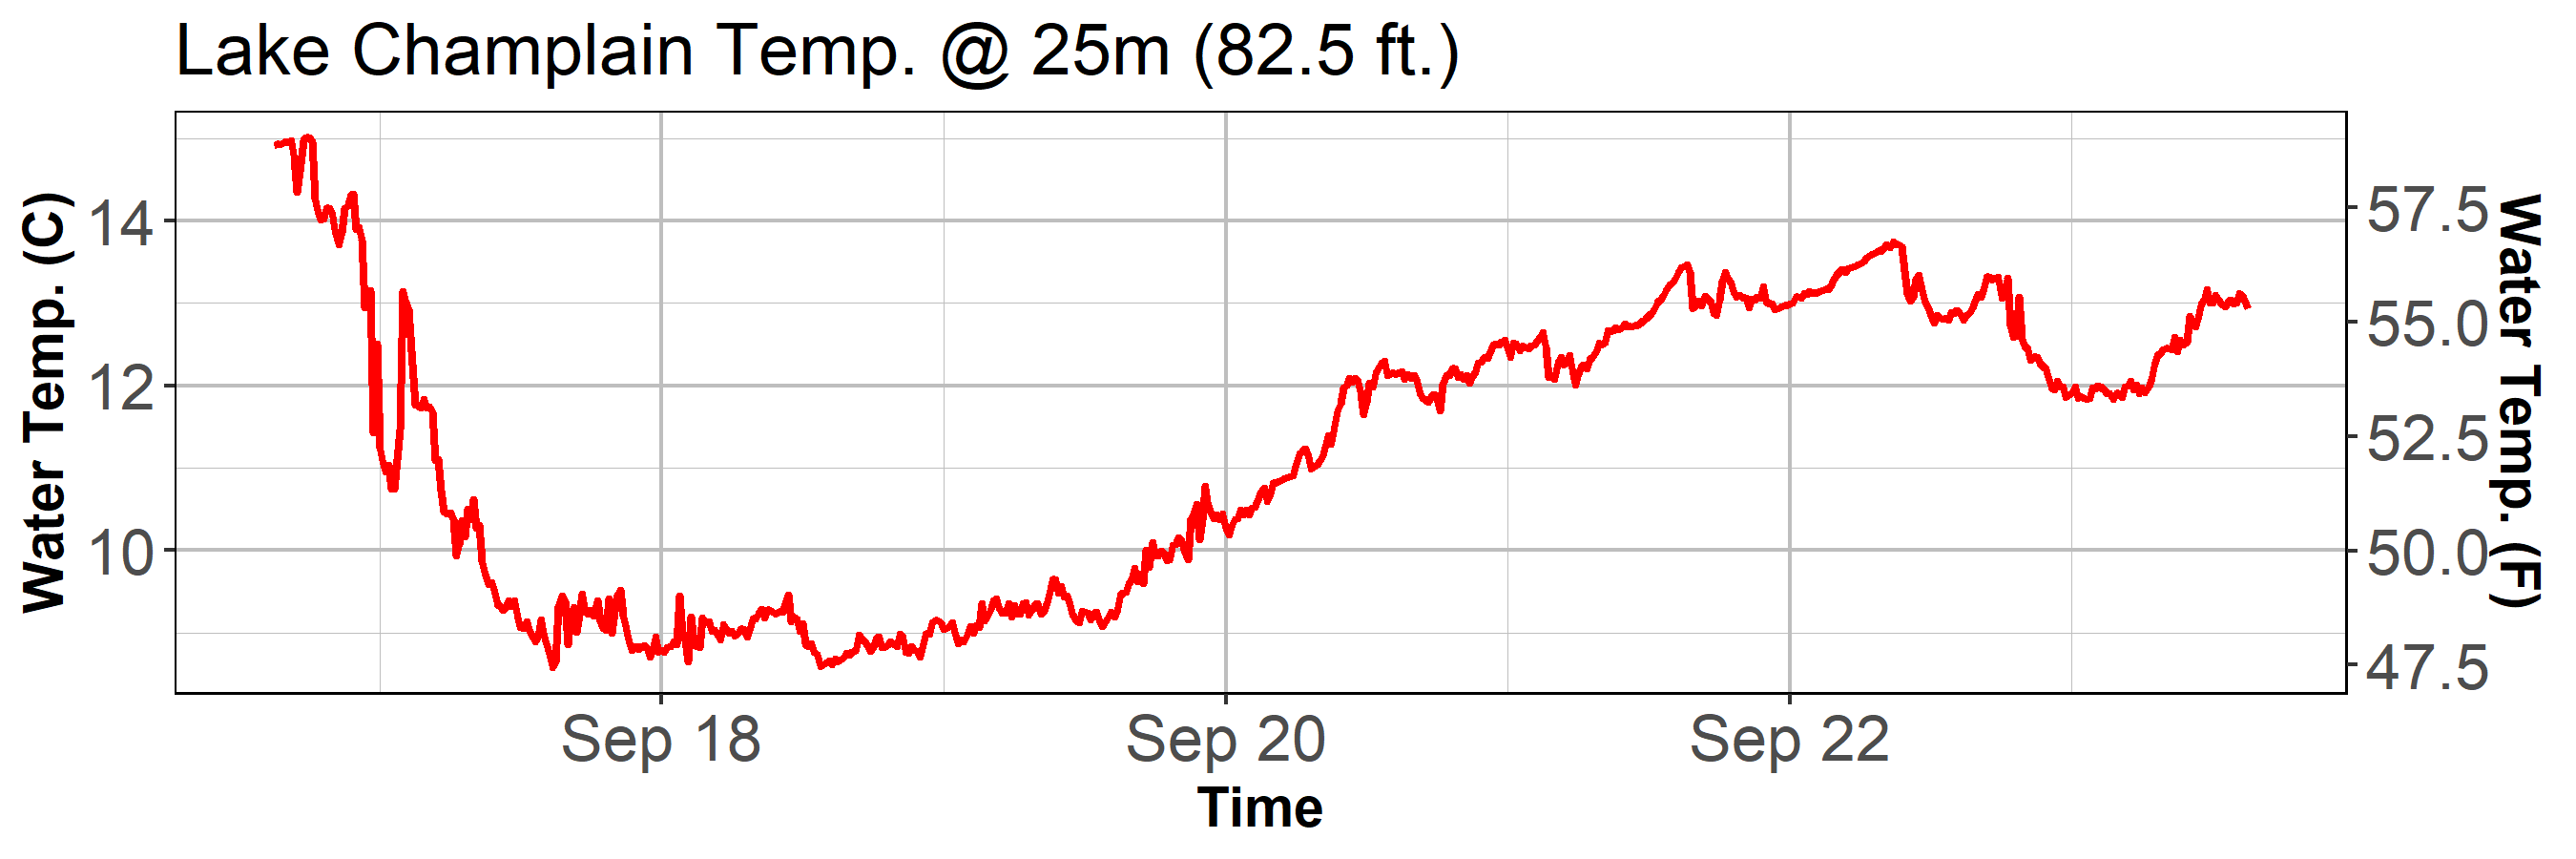 Lake Champlain Temp. @ 25m (82.5 ft.)
Water Temp. (C)
14
12
10
57.5
55.0
52.5
50.0
47.5
Water Temp. (F)
Sep 18
Sep 20
Sep 22
Time